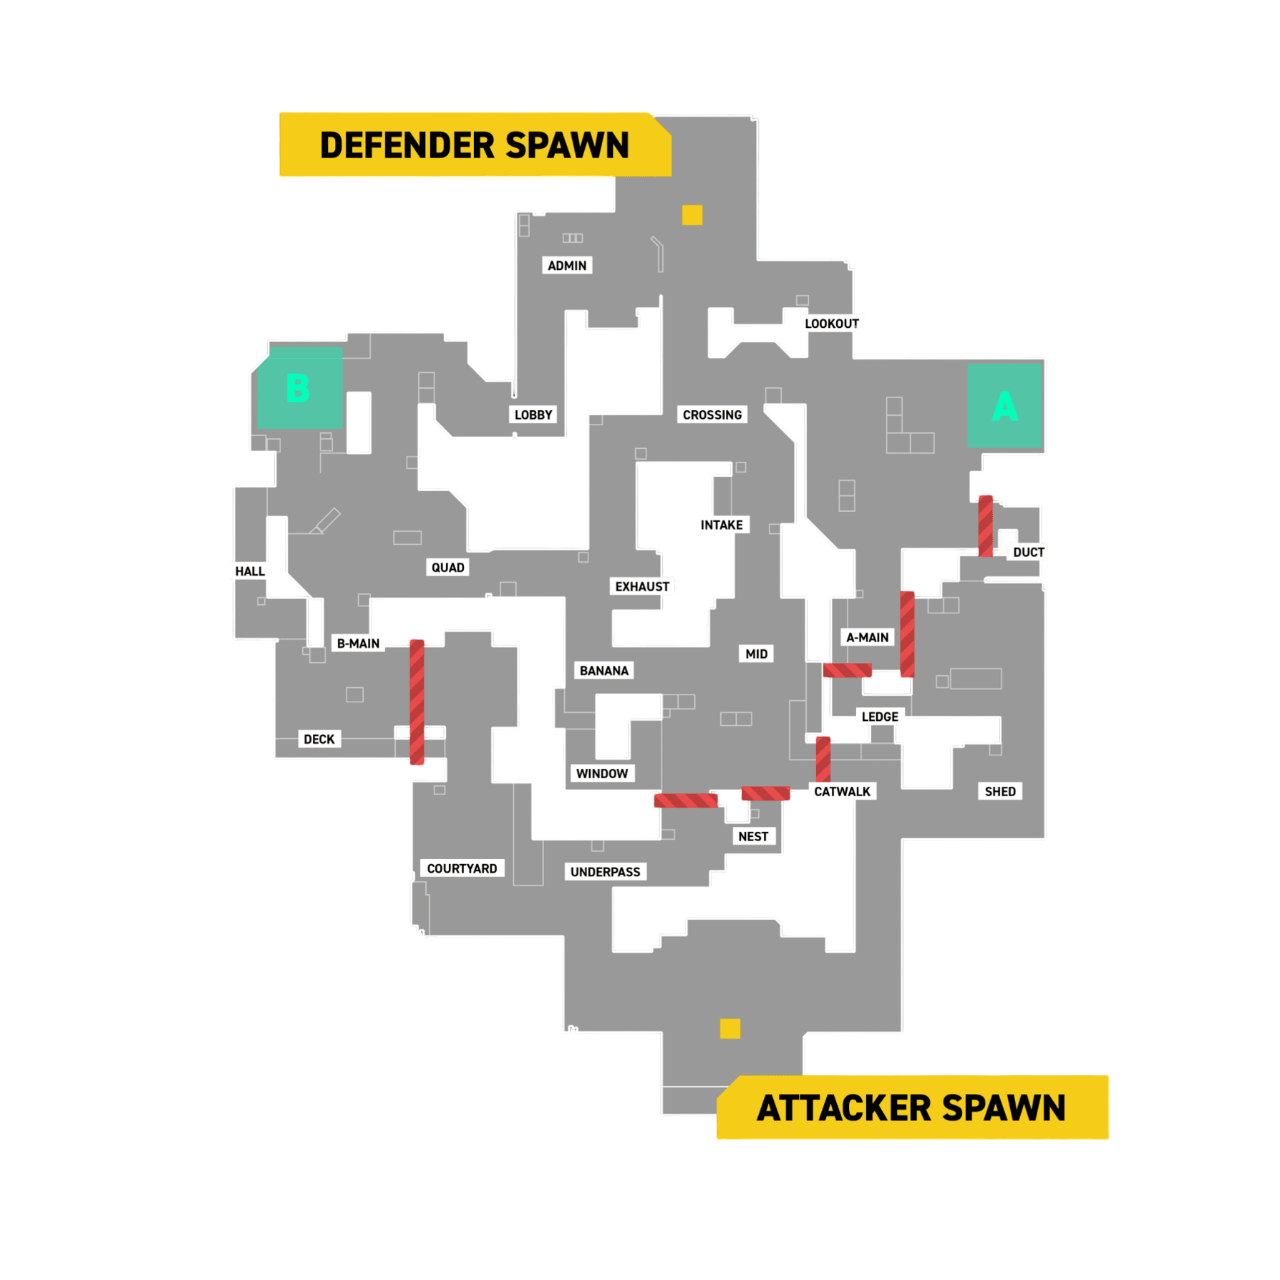 DEFENDER SPAWN
ADMIN
LOOKOUT
B
A
LOBBY
CROSSING
INTAKE
DUCT
HALL
QUAD
EXHAUST
A-MAIN
B-MAIN
MID
BANANA
LEDGE
DECK
WINDOW
CATWALK
SHED
NEST
COURTYARD
UNDERPASS
ATTACKER SPAWN